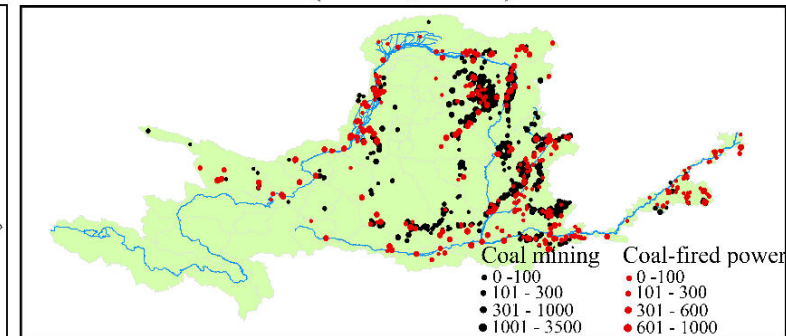 Coal mining Coal-fired power
0 -100 0 -100
101 - 300 101 - 300
301 - 1000 301 - 600
1001 - 3500 601 - 1000